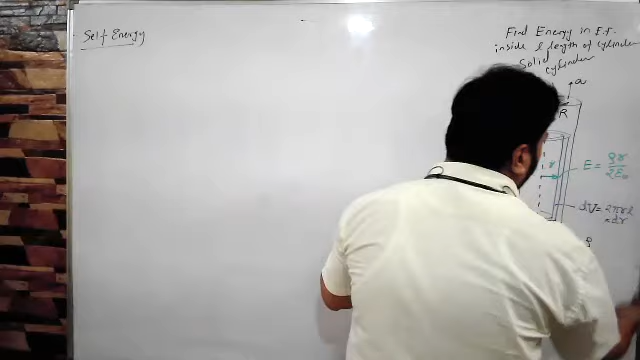 Self Energy
Find Energy in E.F.
inside l length of cylinder
Solid
cylinder
∞
R
r
E = ρr/2ε₀
dV = 2πrl
× dr
ρ